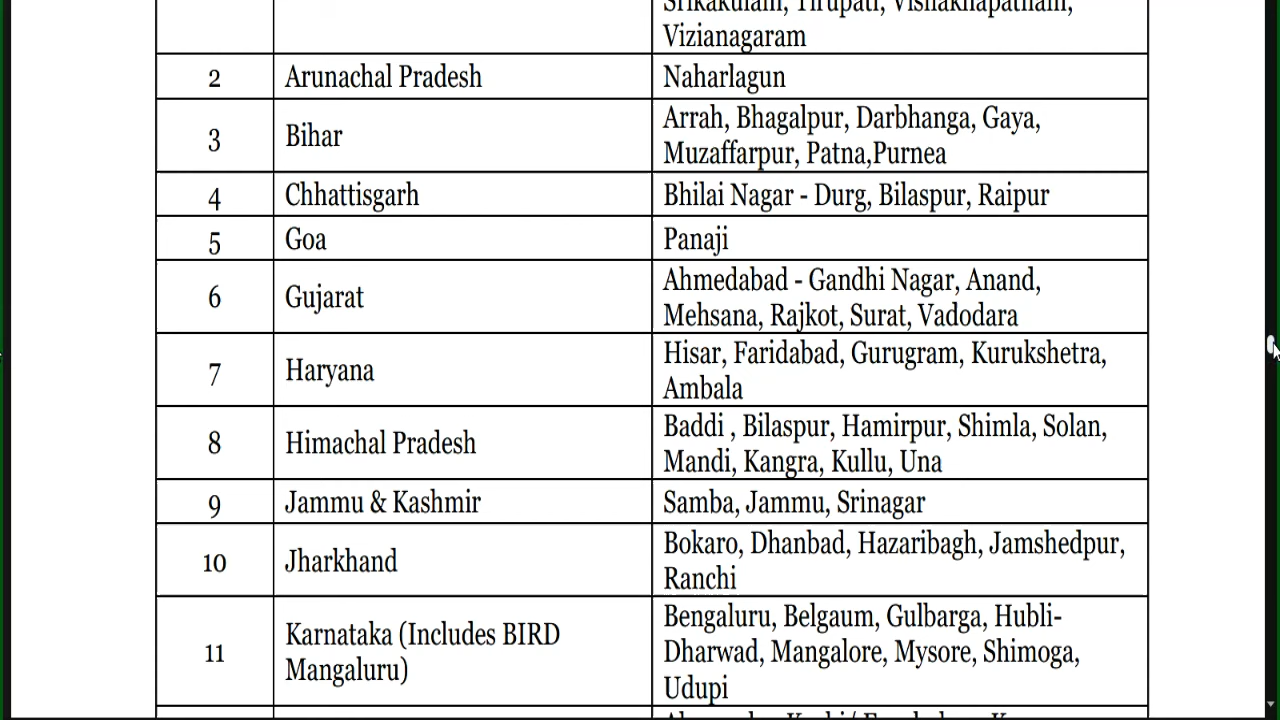 Srikakulam, Tirupati, Vishakhapatnam,
Vizianagaram
2 Arunachal Pradesh Naharlagun
3 Bihar Arrah, Bhagalpur, Darbhanga, Gaya,
Muzaffarpur, Patna,Purnea
4 Chhattisgarh Bhilai Nagar - Durg, Bilaspur, Raipur
5 Goa Panaji
6 Gujarat Ahmedabad - Gandhi Nagar, Anand,
Mehsana, Rajkot, Surat, Vadodara
7 Haryana Hisar, Faridabad, Gurugram, Kurukshetra,
Ambala
8 Himachal Pradesh Baddi , Bilaspur, Hamirpur, Shimla, Solan,
Mandi, Kangra, Kullu, Una
9 Jammu & Kashmir Samba, Jammu, Srinagar
10 Jharkhand Bokaro, Dhanbad, Hazaribagh, Jamshedpur,
Ranchi
11 Karnataka (Includes BIRD
Mangaluru) Bengaluru, Belgaum, Gulbarga, Hubli-
Dharwad, Mangalore, Mysore, Shimoga,
Udupi